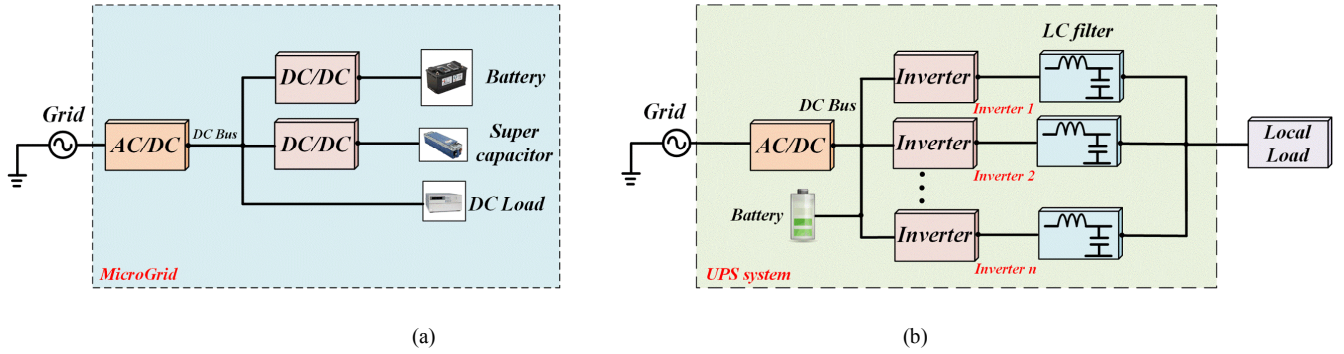 Grid
AC/DC
DC Bus
DC/DC
Battery
DC/DC
Super
capacitor
DC Load
MicroGrid
(a)
Grid
AC/DC
DC Bus
Battery
Inverter
Inverter 1
LC filter
Inverter
Inverter 2
Inverter
Inverter n
Local
Load
UPS system
(b)